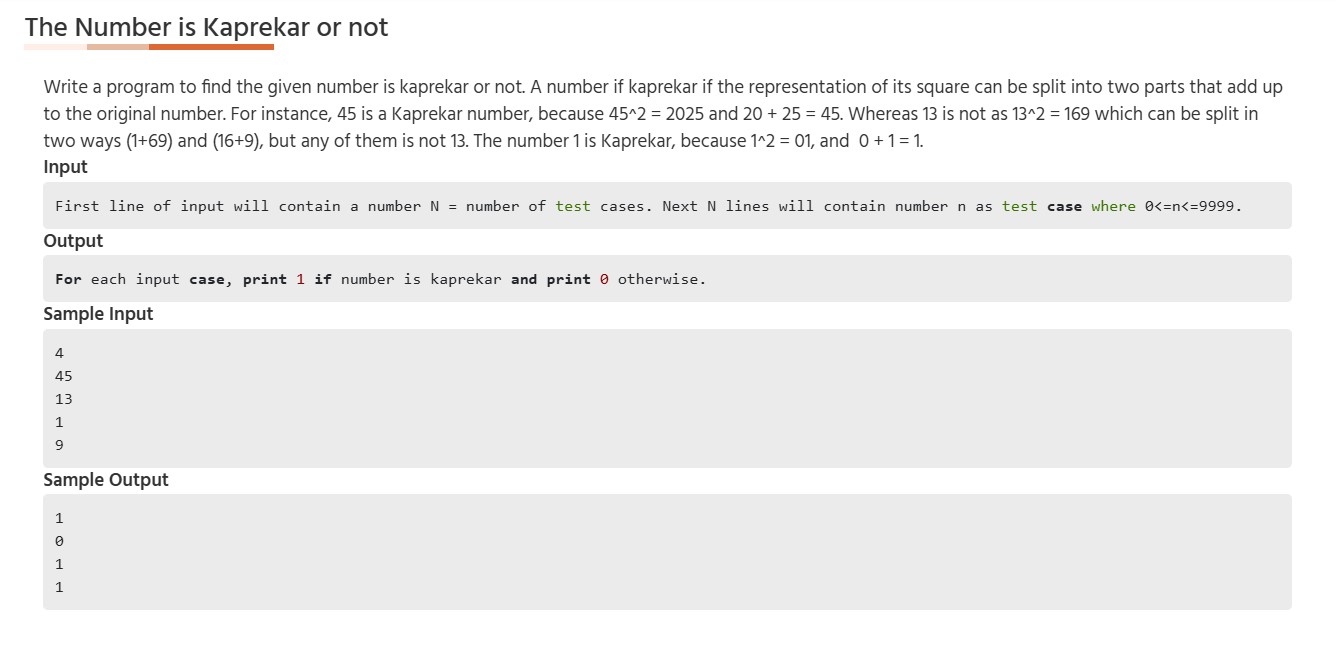 The Number is Kaprekar or not
Write a program to find the given number is kaprekar or not. A number if kaprekar if the representation of its square can be split into two parts that add up
to the original number. For instance, 45 is a Kaprekar number, because 45^2 = 2025 and 20 + 25 = 45. Whereas 13 is not as 13^2 = 169 which can be split in
two ways (1+69) and (16+9), but any of them is not 13. The number 1 is Kaprekar, because 1^2 = 01, and  0 + 1 = 1.
Input
First line of input will contain a number N = number of test cases. Next N lines will contain number n as test case where 0<=n<=9999.
Output
For each input case, print 1 if number is kaprekar and print 0 otherwise.
Sample Input
4
45
13
1
9
Sample Output
1
0
1
1